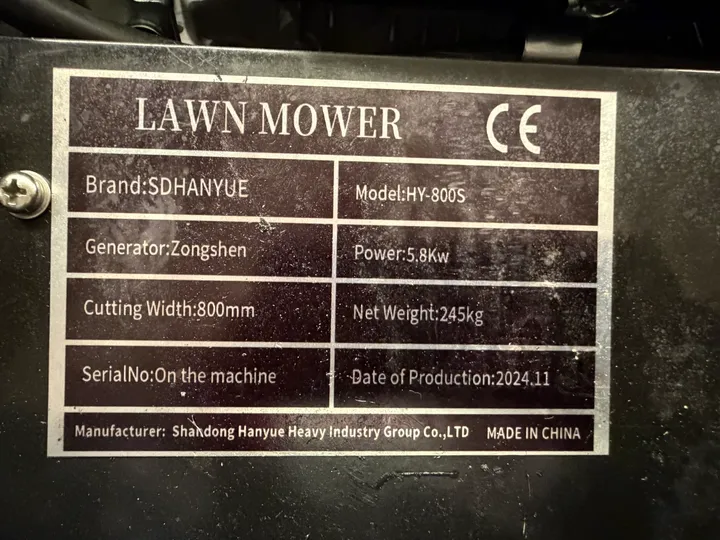 LAWN MOWER CE
Brand:SDHANYUE Model:HY-800S
Generator:Zongshen Power:5.8Kw
Cutting Width:800mm Net Weight:245kg
SerialNo:On the machine Date of Production:2024.11
Manufacturer: Shandong Hanyue Heavy Industry Group Co.,LTD MADE IN CHINA